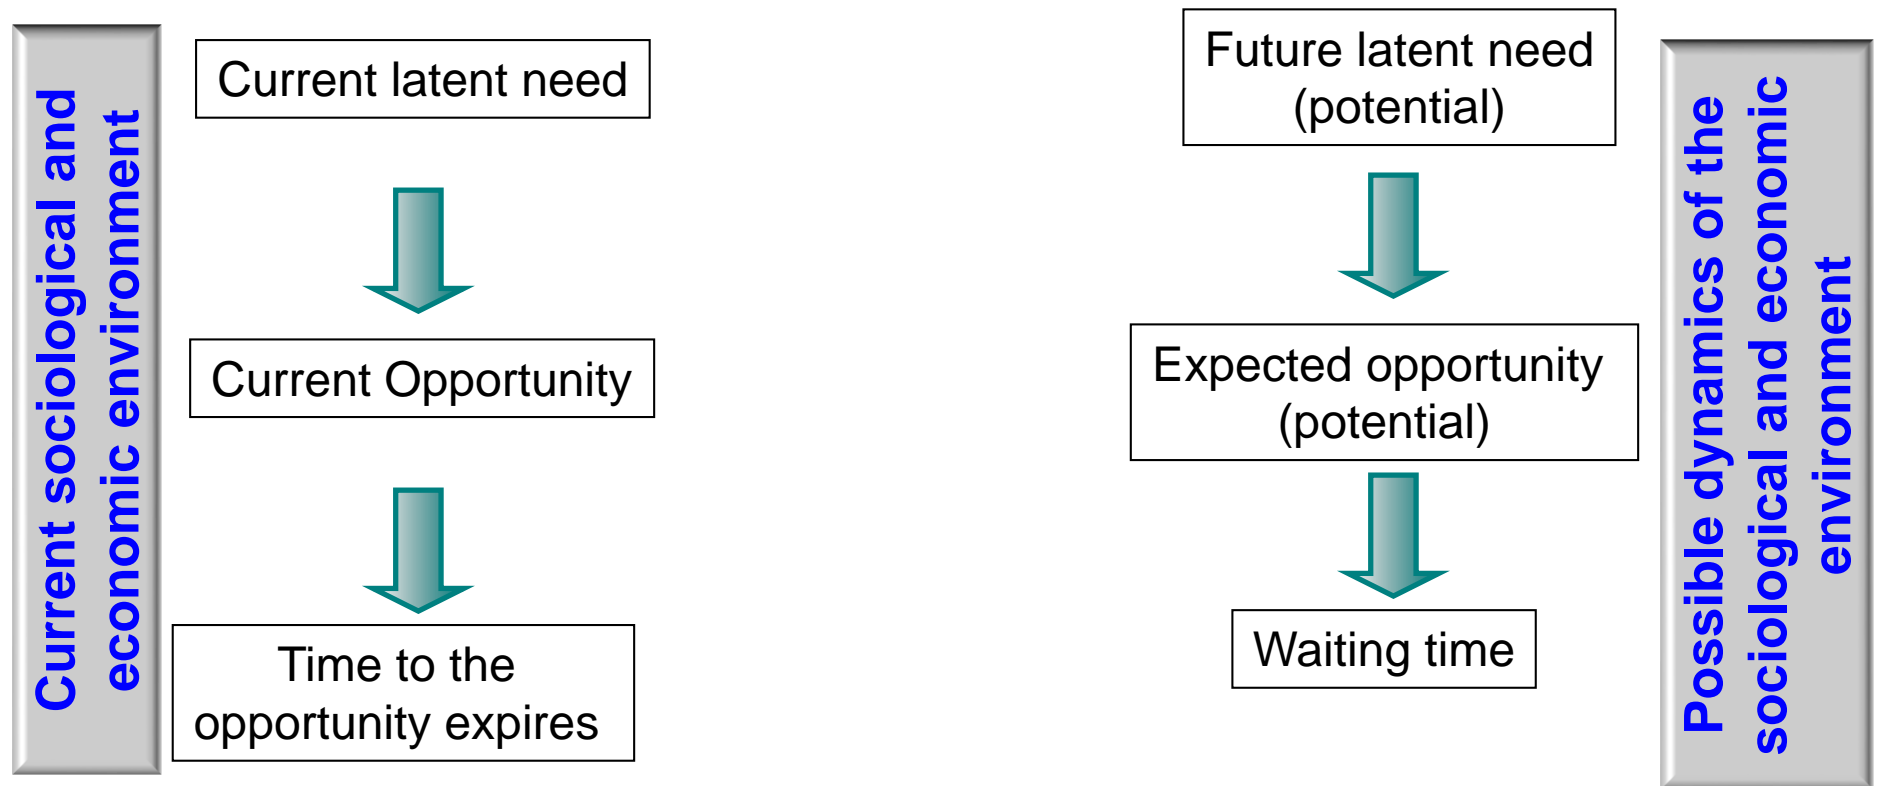 Current sociological and
economic environment
Current latent need
Current Opportunity
Time to the
opportunity expires
Future latent need
(potential)
Expected opportunity
(potential)
Waiting time
Possible dynamics of the
sociological and economic
environment